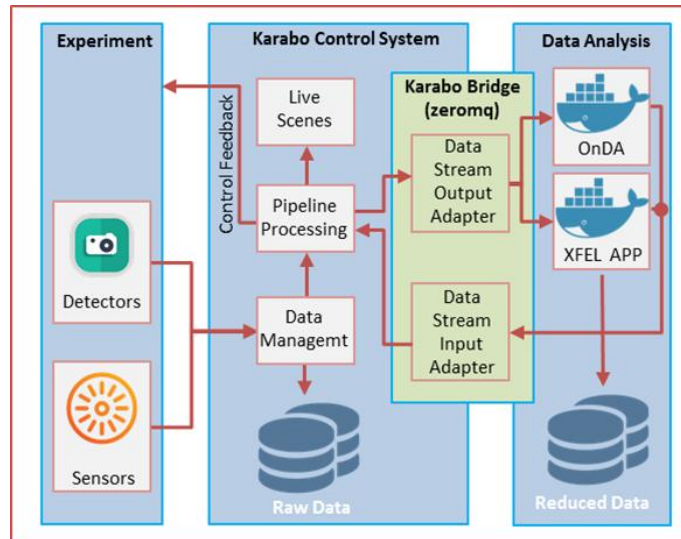 Experiment
Karabo Control System
Data Analysis
Live
Scenes
Karabo Bridge
(zeromq)
Control Feedback
Data
Stream
Output
Adapter
OnDA
Pipeline
Processing
XFEL APP
Detectors
Data
Managemt
Data
Stream
Input
Adapter
Sensors
Raw Data
Reduced Data